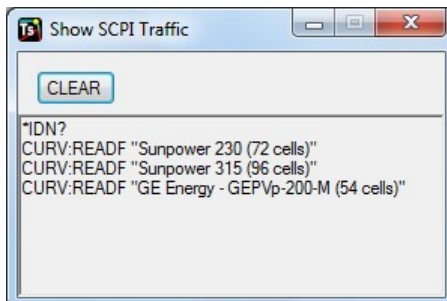 Ts Show SCPI Traffic
CLEAR
*IDN?
CURV:READF "Sunpower 230 (72 cells)"
CURV:READF "Sunpower 315 (96 cells)"
CURV:READF "GE Energy - GEPVp-200-M (54 cells)"